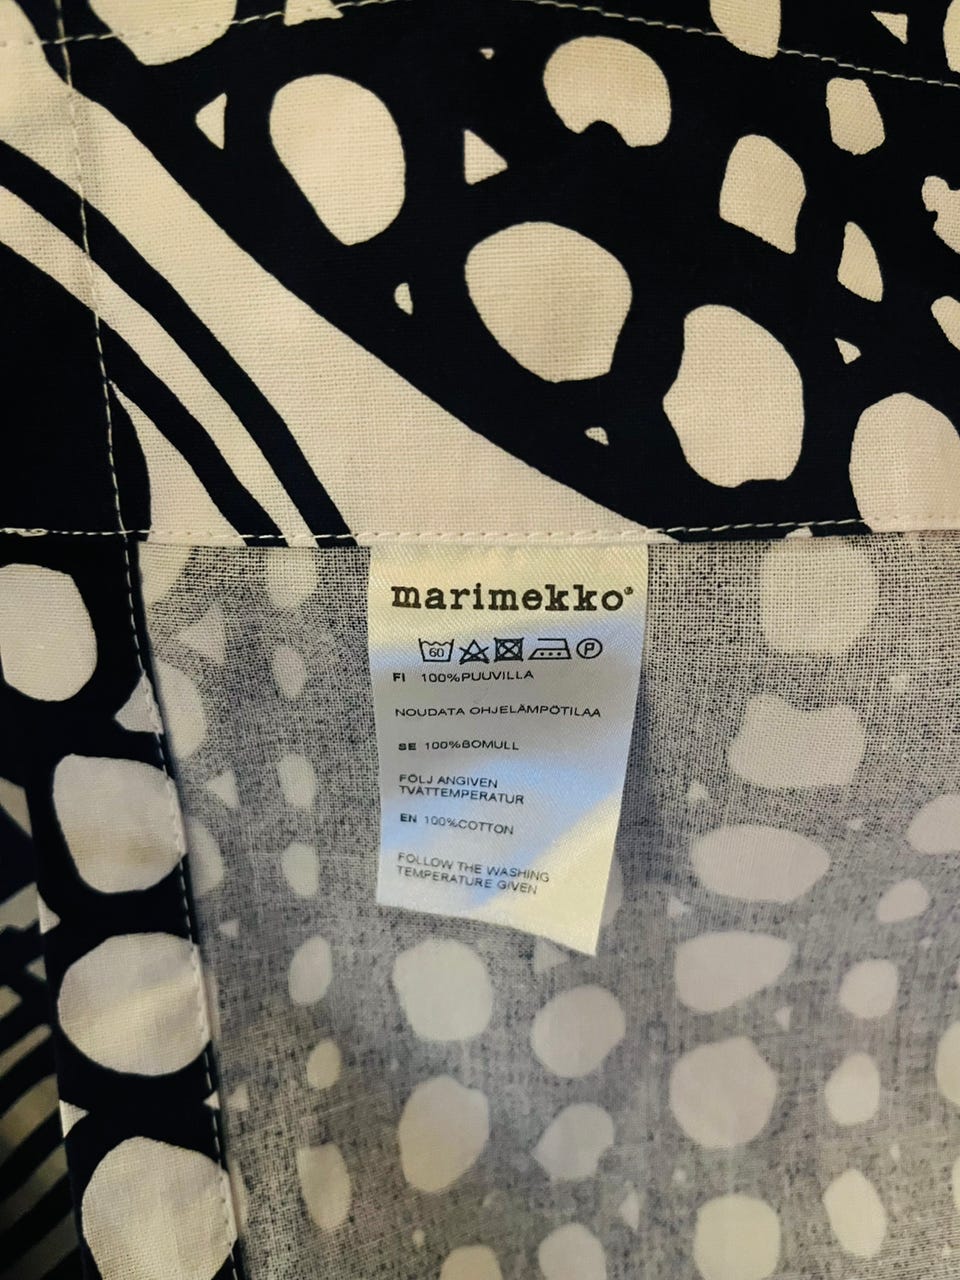 marimekko®
60 P
FI 100%PUUVILLA
NOUDATA OHJELÄMPÖTILAA
SE 100%BOMULL
FÖLJ ANGIVEN
TVÄTTEMPERATUR
EN 100%COTTON
FOLLOW THE WASHING
TEMPERATURE GIVEN